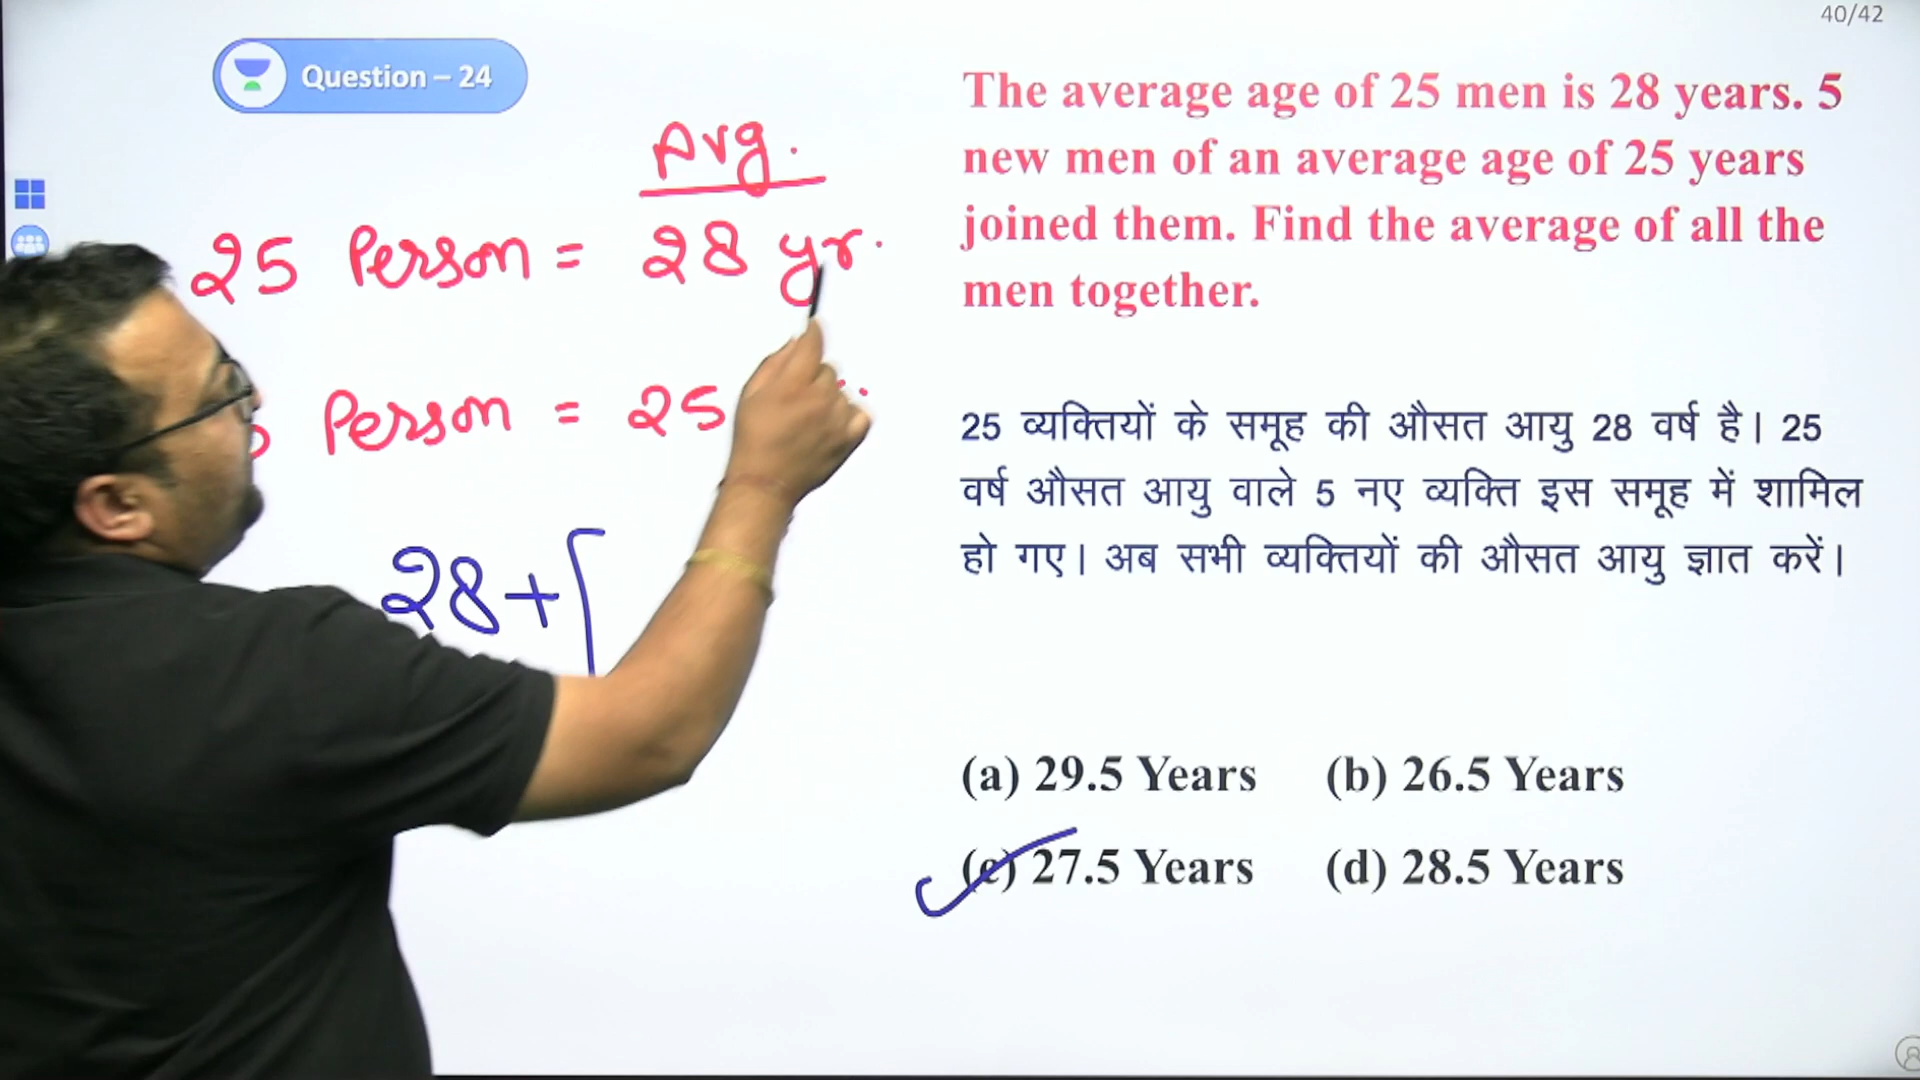 40/42
Question – 24
The average age of 25 men is 28 years. 5
new men of an average age of 25 years
joined them. Find the average of all the
men together.
Avg.
25 Person = 28 yr.
Person = 25
28 + [
25 व्यक्तियों के समूह की औसत आयु 28 वर्ष है। 25
वर्ष औसत आयु वाले 5 नए व्यक्ति इस समूह में शामिल
हो गए। अब सभी व्यक्तियों की औसत आयु ज्ञात करें।
(a) 29.5 Years (b) 26.5 Years
(c) 27.5 Years (d) 28.5 Years